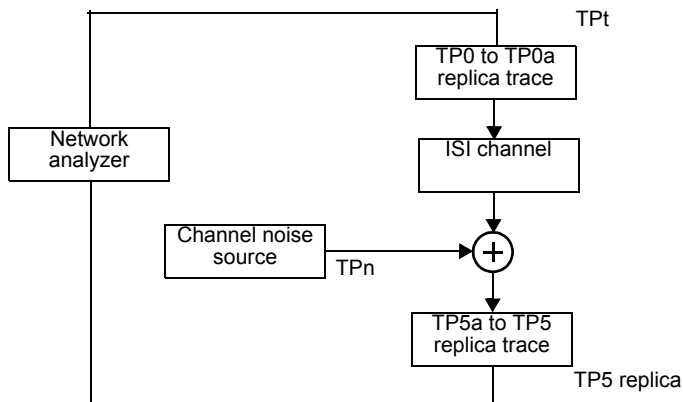 TPt
TP0 to TP0a
replica trace
Network
analyzer
ISI channel
Channel noise
source
TPn
+
TP5a to TP5
replica trace
TP5 replica